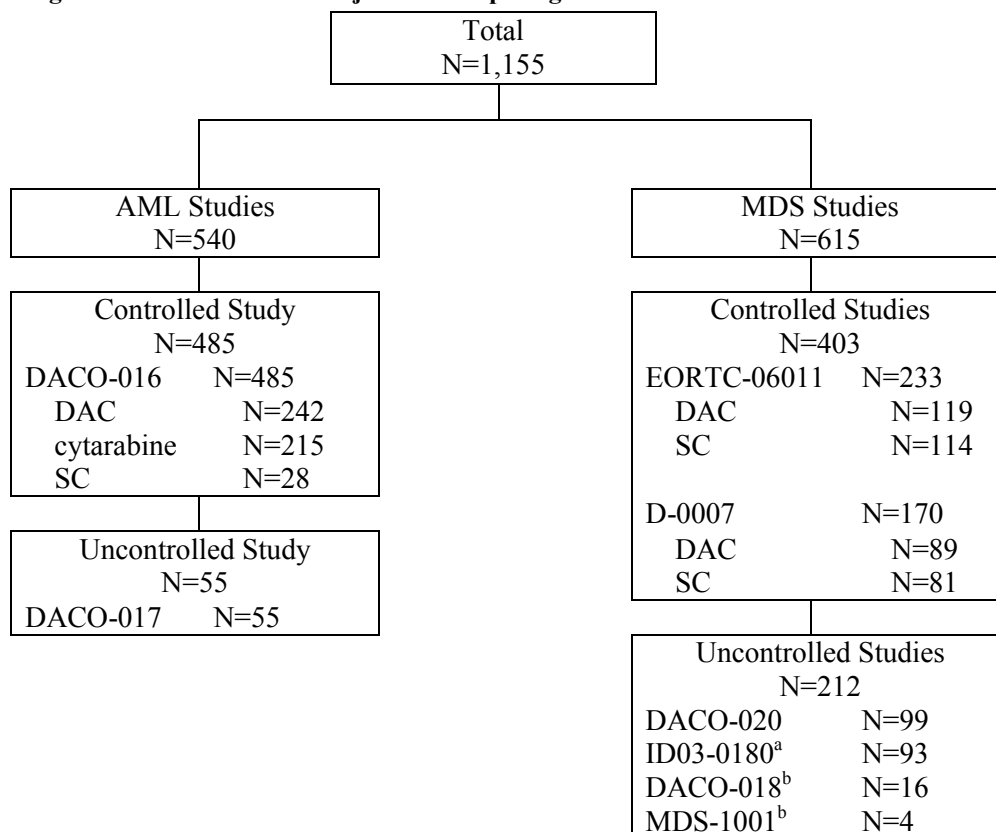 Total
N=1,155
AML Studies
N=540
Controlled Study
N=485
DACO-016 N=485
DAC N=242
cytarabine N=215
SC N=28
Uncontrolled Study
N=55
DACO-017 N=55
MDS Studies
N=615
Controlled Studies
N=403
EORTC-06011 N=233
DAC N=119
SC N=114
D-0007 N=170
DAC N=89
SC N=81
Uncontrolled Studies
N=212
DACO-020 N=99
ID03-0180ᵃ N=93
DACO-018ᵇ N=16
MDS-1001ᵇ N=4